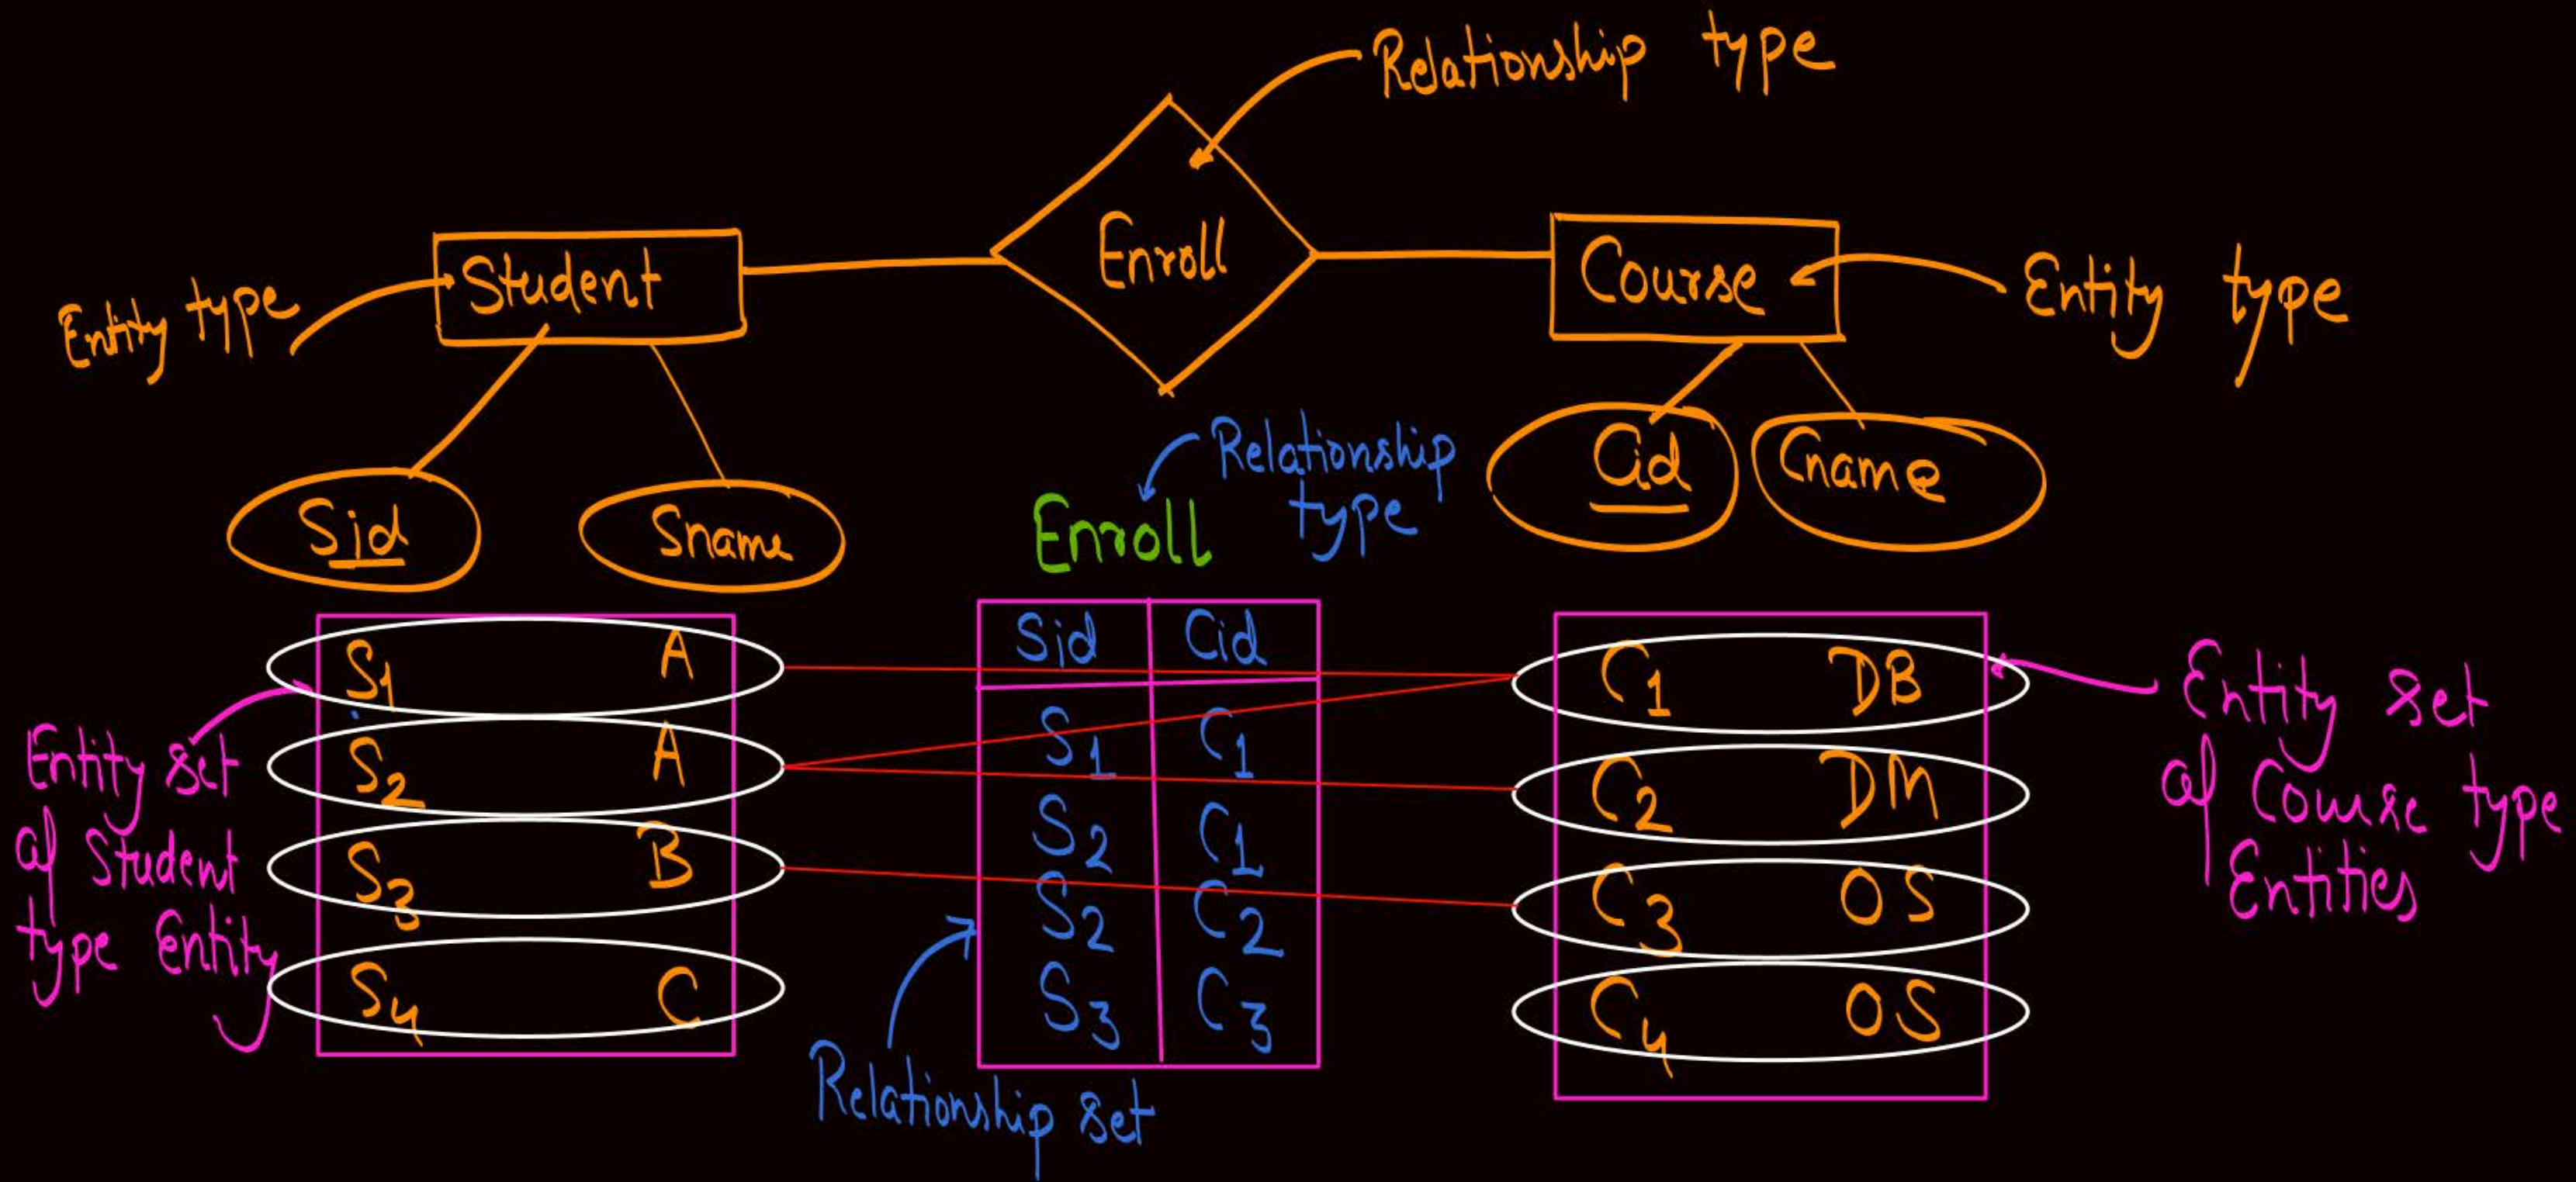 Relationship type
Enroll
Student
Course
Entity type
Entity type
Sid
Sname
Relationship type
Enroll
Cid
Cname
S1 A
S2 A
S3 B
S4 C
Entity set
of Student
type Entity
Sid Cid
S1 C1
S2 C1
S2 C2
S3 C3
Relationship set
C1 DB
C2 DM
C3 OS
C4 OS
Entity set
of Course type
Entities